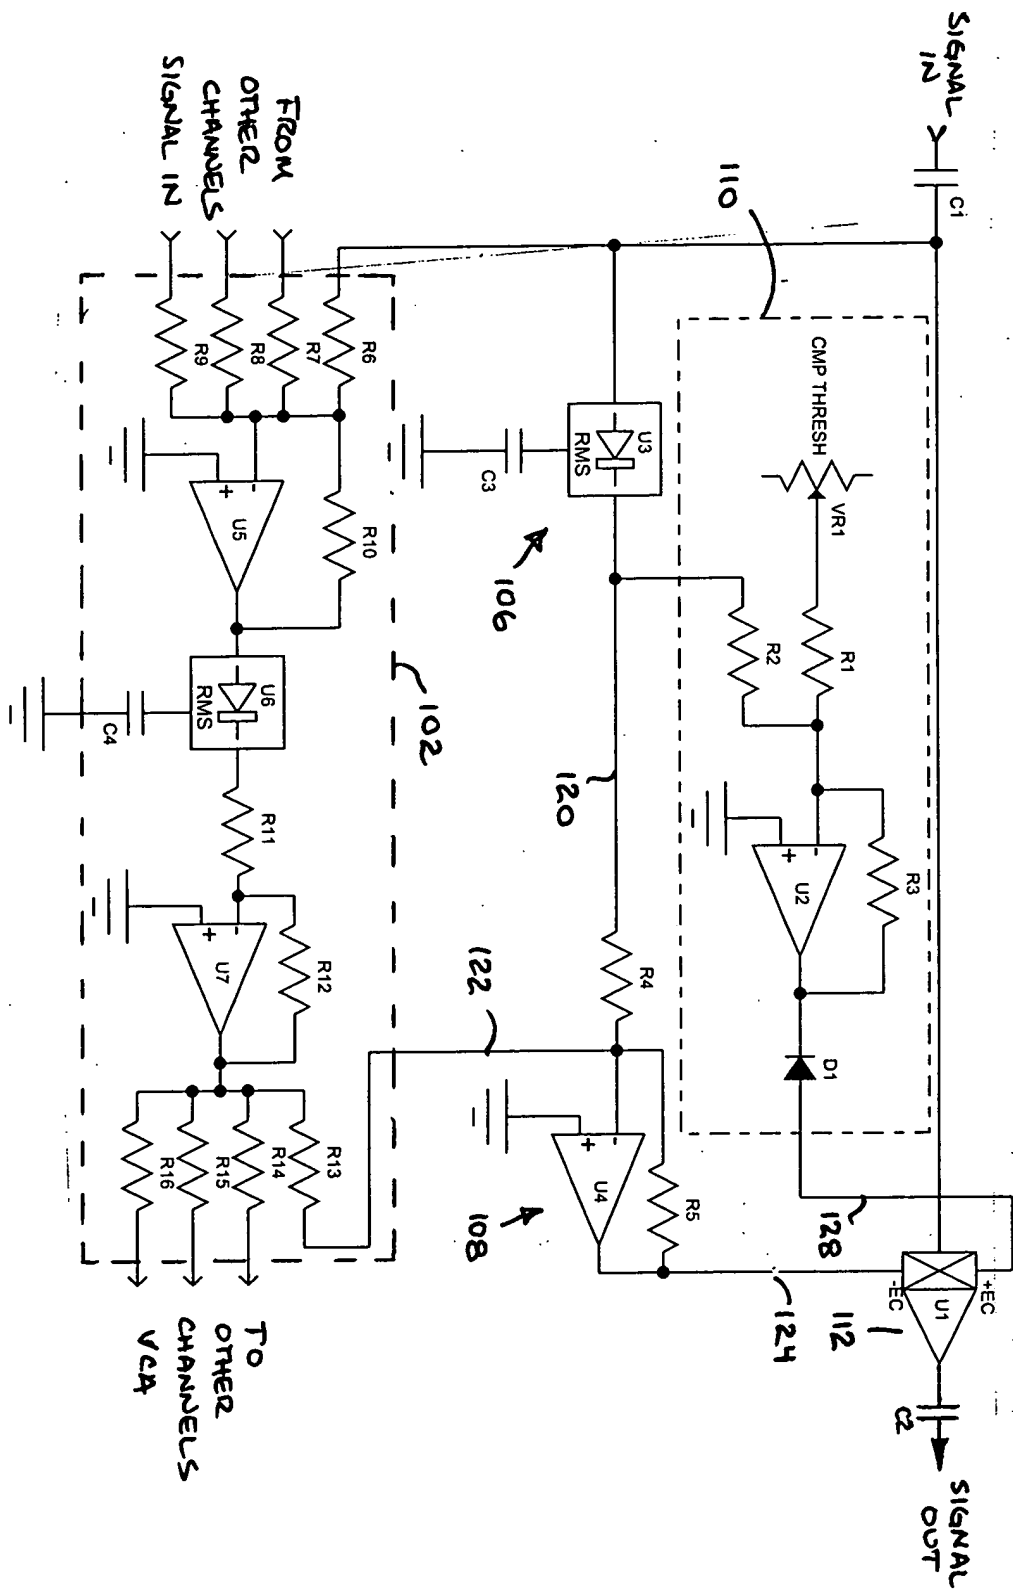 SIGNAL
IN
C1
110
CMP THRESH
VR1
R1
R2
R3
-
+
U2
D1
128
+EC
-EC
U1
112
C2
SIGNAL
OUT
U3
RMS
C3
106
120
R4
122
-
+
U4
R5
108
124
FROM
OTHER
CHANNELS
SIGNAL IN
R6
R7
R8
R9
-
+
U5
R10
102
U6
RMS
C4
R11
-
+
U7
R12
R13
R14
R15
R16
TO
OTHER
CHANNELS
VCA